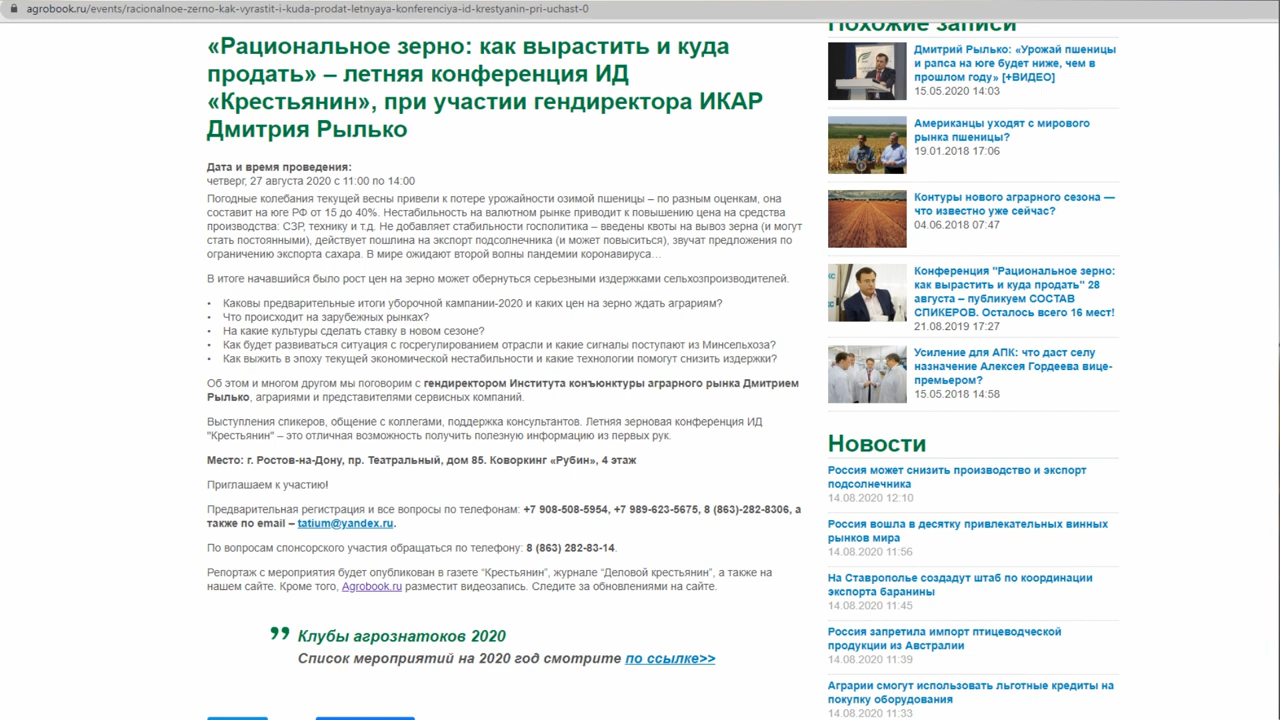 agrobook.ru/events/racionalnoe-zerno-kak-vyrastit-i-kuda-prodat-letnyaya-konferenciya-id-krestyanin-pri-uchast-0
«Рациональное зерно: как вырастить и куда
продать» – летняя конференция ИД
«Крестьянин», при участии гендиректора ИКАР
Дмитрия Рылько
Дата и время проведения:
четверг, 27 августа 2020 с 11:00 по 14:00
Погодные колебания текущей весны привели к потере урожайности озимой пшеницы – по разным оценкам, она
составит на юге РФ от 15 до 40%. Нестабильность на валютном рынке приводит к повышению цена на средства
производства: СЗР, технику и т.д. Не добавляет стабильности госполитика – введены квоты на вывоз зерна (и могут
стать постоянными), действует пошлина на экспорт подсолнечника (и может повыситься), звучат предложения по
ограничению экспорта сахара. В мире ожидают второй волны пандемии коронавируса…
В итоге начавшийся было рост цен на зерно может обернуться серьезными издержками сельхозпроизводителей.
• Каковы предварительные итоги уборочной кампании-2020 и каких цен на зерно ждать аграриям?
• Что происходит на зарубежных рынках?
• На какие культуры сделать ставку в новом сезоне?
• Как будет развиваться ситуация с госрегулированием отрасли и какие сигналы поступают из Минсельхоза?
• Как выжить в эпоху текущей экономической нестабильности и какие технологии помогут снизить издержки?
Об этом и многом другом мы поговорим с гендиректором Института конъюнктуры аграрного рынка Дмитрием
Рылько, аграриями и представителями сервисных компаний.
Выступления спикеров, общение с коллегами, поддержка консультантов. Летняя зерновая конференция ИД
"Крестьянин" – это отличная возможность получить полезную информацию из первых рук.
Место: г. Ростов-на-Дону, пр. Театральный, дом 85. Коворкинг «Рубин», 4 этаж
Приглашаем к участию!
Предварительная регистрация и все вопросы по телефонам: +7 908-508-5954, +7 989-623-5675, 8 (863)-282-8306, а
также по email – tatium@yandex.ru.
По вопросам спонсорского участия обращаться по телефону: 8 (863) 282-83-14.
Репортаж с мероприятия будет опубликован в газете “Крестьянин”, журнале “Деловой крестьянин”, а также на
нашем сайте. Кроме того, Agrobook.ru разместит видеозапись. Следите за обновлениями на сайте.
Клубы агрознатоков 2020
Список мероприятий на 2020 год смотрите по ссылке>>
Похожие записи
Дмитрий Рылько: «Урожай пшеницы
и рапса на юге будет ниже, чем в
прошлом году» [+ВИДЕО]
15.05.2020 14:03
Американцы уходят с мирового
рынка пшеницы?
19.01.2018 17:06
Контуры нового аграрного сезона —
что известно уже сейчас?
04.06.2018 07:47
Конференция "Рациональное зерно:
как вырастить и куда продать" 28
августа – публикуем СОСТАВ
СПИКЕРОВ. Осталось всего 16 мест!
21.08.2019 17:27
Усиление для АПК: что даст селу
назначение Алексея Гордеева вице-
премьером?
15.05.2018 14:58
Новости
Россия может снизить производство и экспорт
подсолнечника
14.08.2020 12:10
Россия вошла в десятку привлекательных винных
рынков мира
14.08.2020 11:56
На Ставрополье создадут штаб по координации
экспорта баранины
14.08.2020 11:45
Россия запретила импорт птицеводческой
продукции из Австралии
14.08.2020 11:39
Аграрии смогут использовать льготные кредиты на
покупку оборудования
14.08.2020 11:33